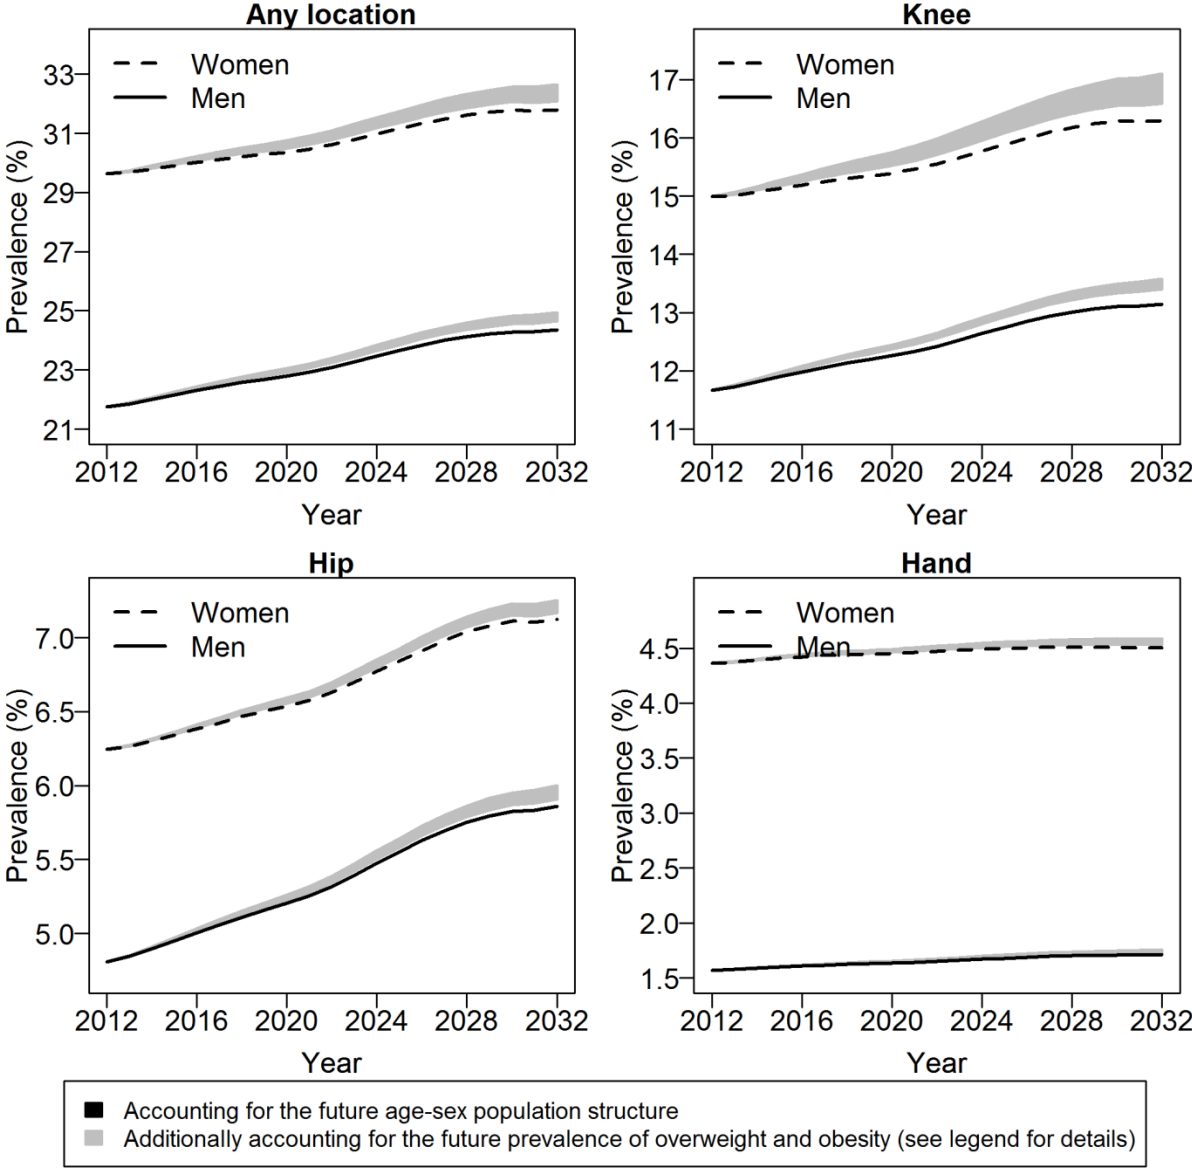 Any location
Women
Men
33
31
29
27
25
23
21
Prevalence (%)
2012 2016 2020 2024 2028 2032
Year
Knee
Women
Men
17
16
15
14
13
12
11
Prevalence (%)
2012 2016 2020 2024 2028 2032
Year
Hip
Women
Men
7.0
6.5
6.0
5.5
5.0
Prevalence (%)
2012 2016 2020 2024 2028 2032
Year
Hand
Women
Men
4.5
4.0
3.5
3.0
2.5
2.0
1.5
Prevalence (%)
2012 2016 2020 2024 2028 2032
Year
Accounting for the future age-sex population structure
Additionally accounting for the future prevalence of overweight and obesity (see legend for details)